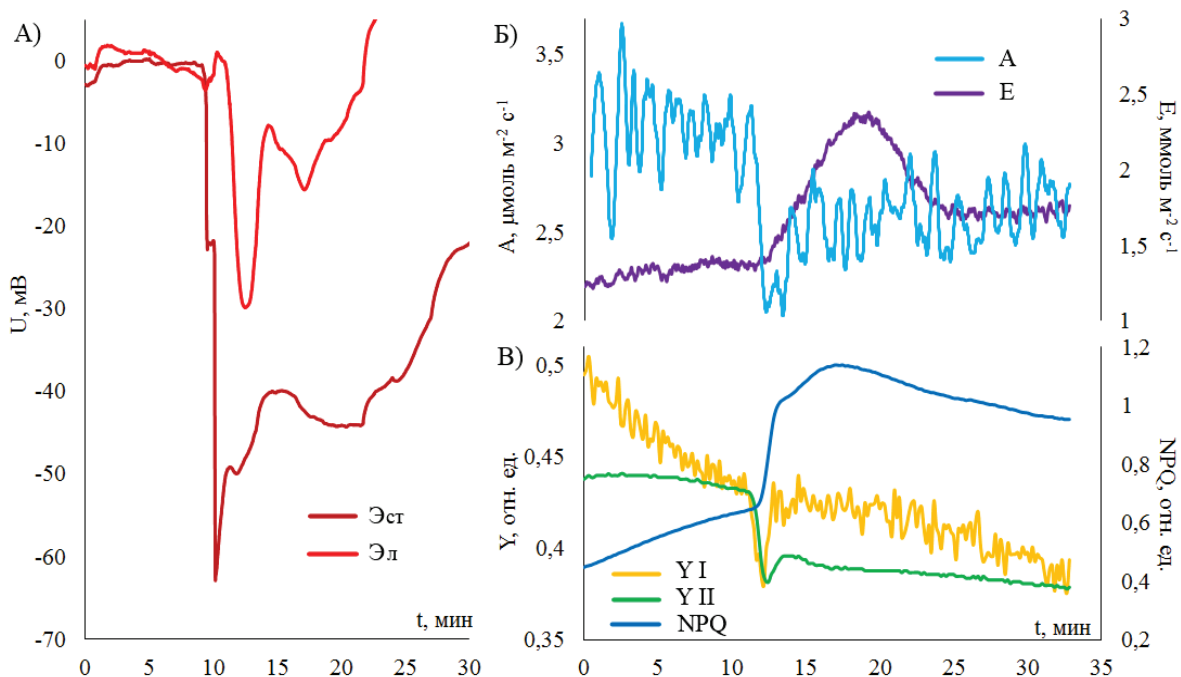 А)
U, мВ
0
-10
-20
-30
-40
-50
-60
-70
0 5 10 15 20 25 30
t, мин
Эст
Эл
Б)
А, µмоль м⁻² с⁻¹
3,5
3
2,5
2
А
Е
Е, ммоль м⁻² с⁻¹
3
2,5
2
1,5
1
В)
Y, отн. ед.
0,5
0,45
0,4
0,35
Y I
Y II
NPQ
NPQ, отн. ед.
1,2
1
0,8
0,6
0,4
0,2
t, мин
0 5 10 15 20 25 30 35